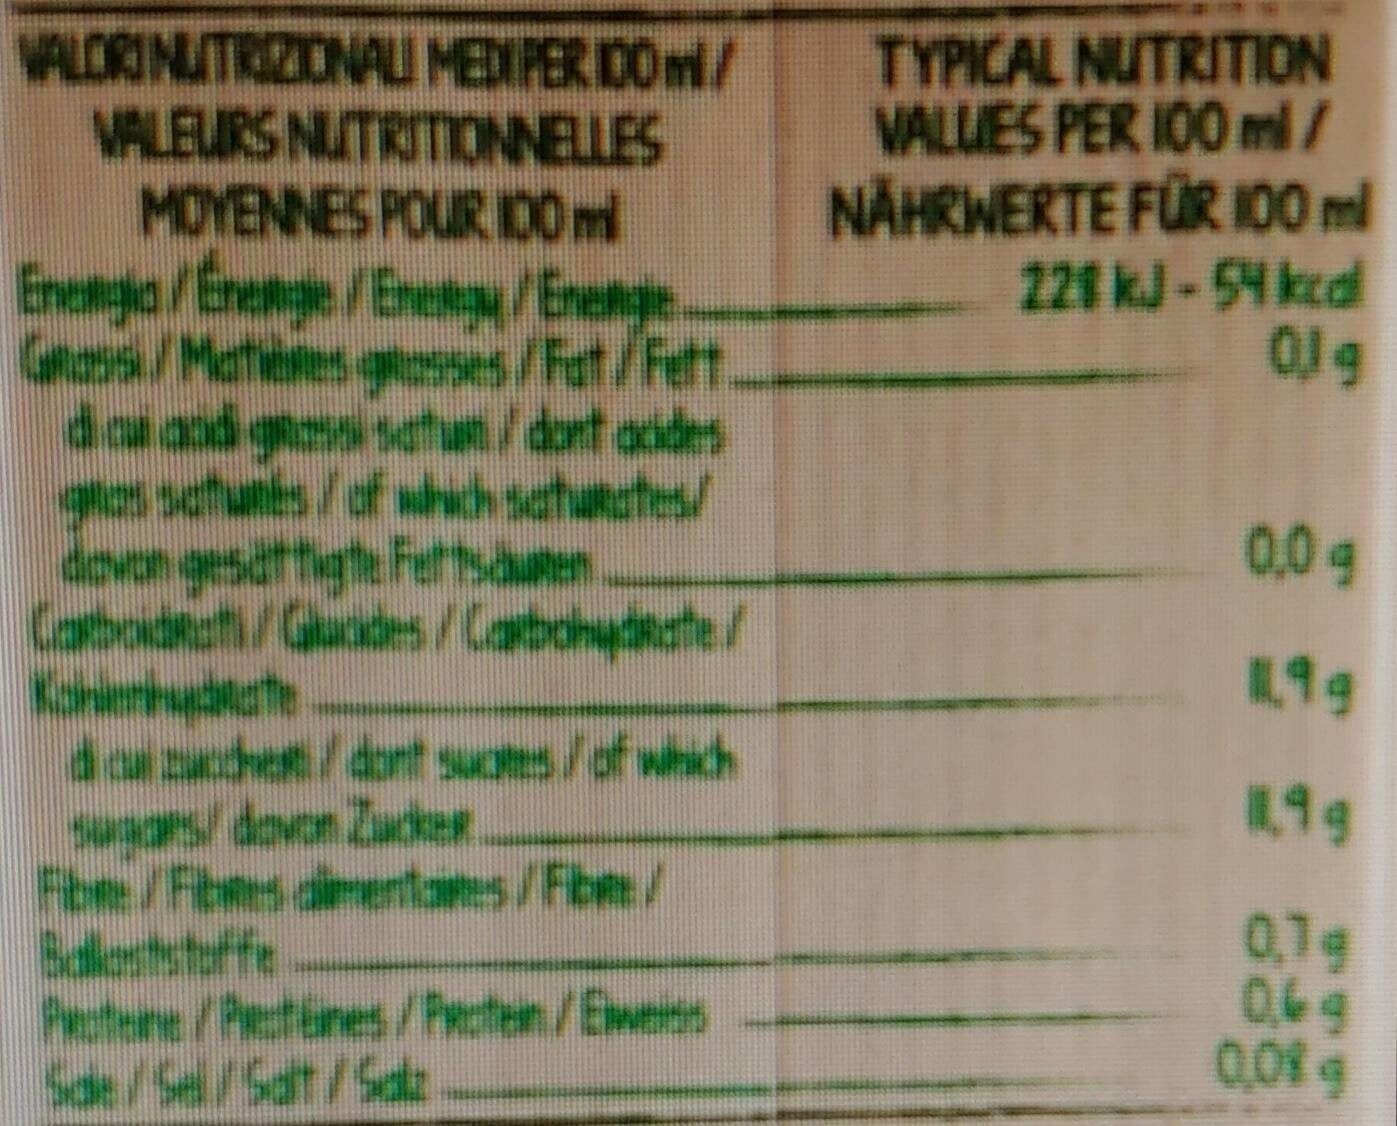 VALORI NUTRIZIONALI MEDI PER 100 ml /
VALEURS NUTRITIONNELLES
MOYENNES POUR 100 ml
TYPICAL NUTRITION
VALUES PER 100 ml /
NÄHRWERTE FÜR 100 ml
Energia / Énergie / Energy / Energie 228 kJ - 54 kcal
Grassi / Matières grasses / Fat / Fett 0,1 g
di cui acidi grassi saturi / dont acides
gras saturés / of which saturates/
davon gesättigte Fettsäuren 0,0 g
Carboidrati / Glucides / Carbohydrate /
Kohlenhydrate 11,9 g
di cui zuccheri / dont sucres / of which
sugars/ davon Zucker 11,9 g
Fibre / Fibres alimentaires / Fibre /
Ballaststoffe 0,7 g
Proteine / Protéines / Protein / Eiweiss 0,6 g
Sale / Sel / Salt / Salz 0,08 g